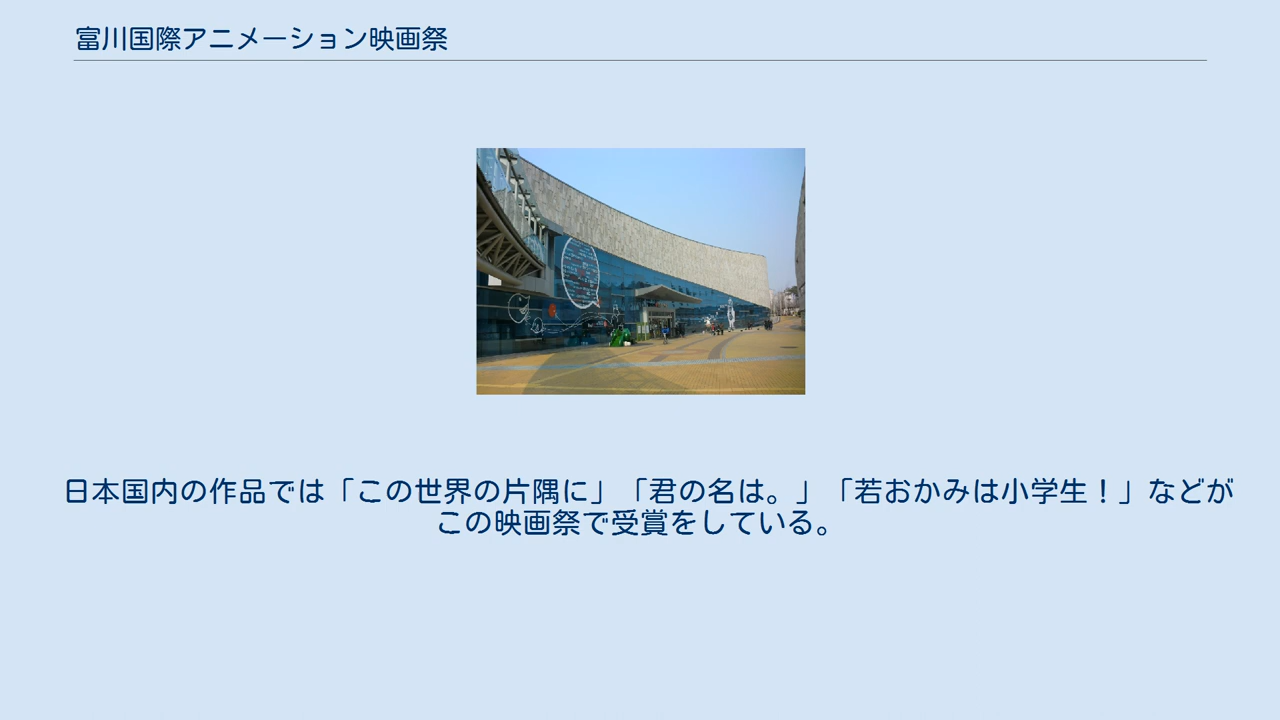 富川国際アニメーション映画祭
日本国内の作品では「この世界の片隅に」「君の名は。」「若おかみは小学生！」などが
この映画祭で受賞をしている。